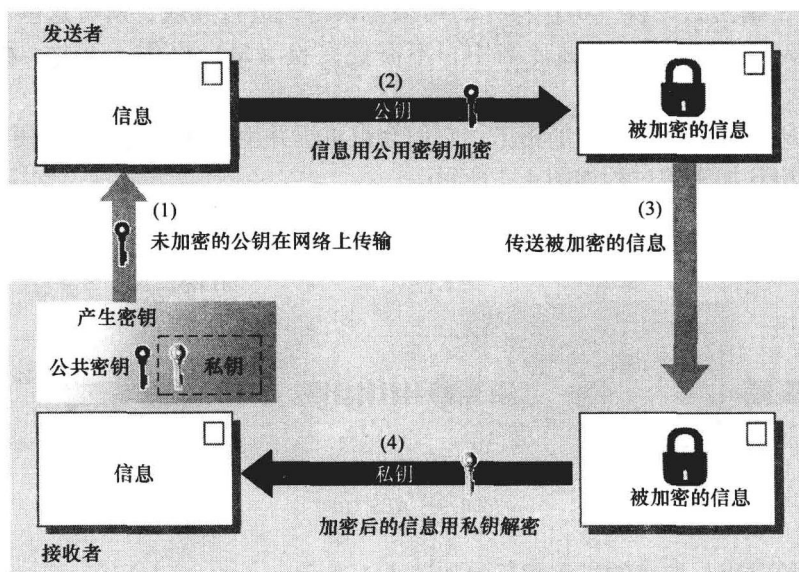 发送者
信息
(2)
公钥
信息用公用密钥加密
被加密的信息
(1)
未加密的公钥在网络上传输
(3)
传送被加密的信息
产生密钥
公共密钥
私钥
信息
(4)
私钥
加密后的信息用私钥解密
被加密的信息
接收者